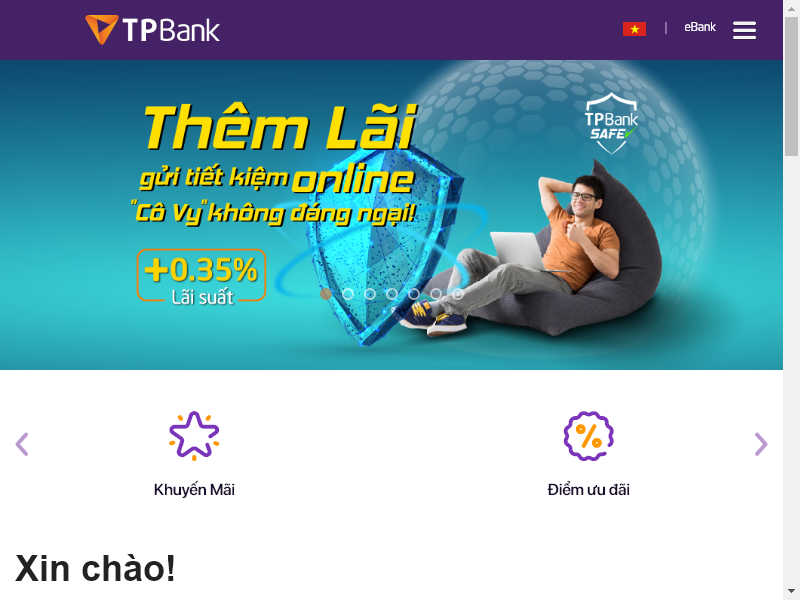 TPBank
| eBank
Thêm Lãi
gửi tiết kiệm online
"Cô Vy" không đáng ngại!
+0.35%
Lãi suất
TPBank
SAFE
Khuyến Mãi
Điểm ưu đãi
Xin chào!